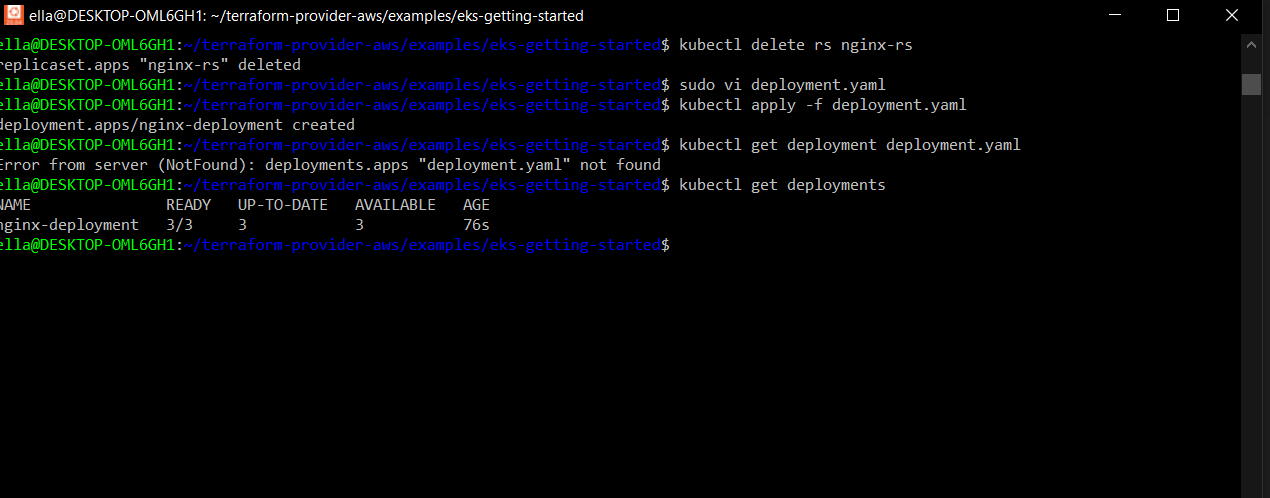 ella@DESKTOP-OML6GH1: ~/terraform-provider-aws/examples/eks-getting-started
ella@DESKTOP-OML6GH1:~/terraform-provider-aws/examples/eks-getting-started$ kubectl delete rs nginx-rs
replicaset.apps "nginx-rs" deleted
ella@DESKTOP-OML6GH1:~/terraform-provider-aws/examples/eks-getting-started$ sudo vi deployment.yaml
ella@DESKTOP-OML6GH1:~/terraform-provider-aws/examples/eks-getting-started$ kubectl apply -f deployment.yaml
deployment.apps/nginx-deployment created
ella@DESKTOP-OML6GH1:~/terraform-provider-aws/examples/eks-getting-started$ kubectl get deployment deployment.yaml
Error from server (NotFound): deployments.apps "deployment.yaml" not found
ella@DESKTOP-OML6GH1:~/terraform-provider-aws/examples/eks-getting-started$ kubectl get deployments
NAME READY UP-TO-DATE AVAILABLE AGE
nginx-deployment 3/3 3 3 76s
ella@DESKTOP-OML6GH1:~/terraform-provider-aws/examples/eks-getting-started$